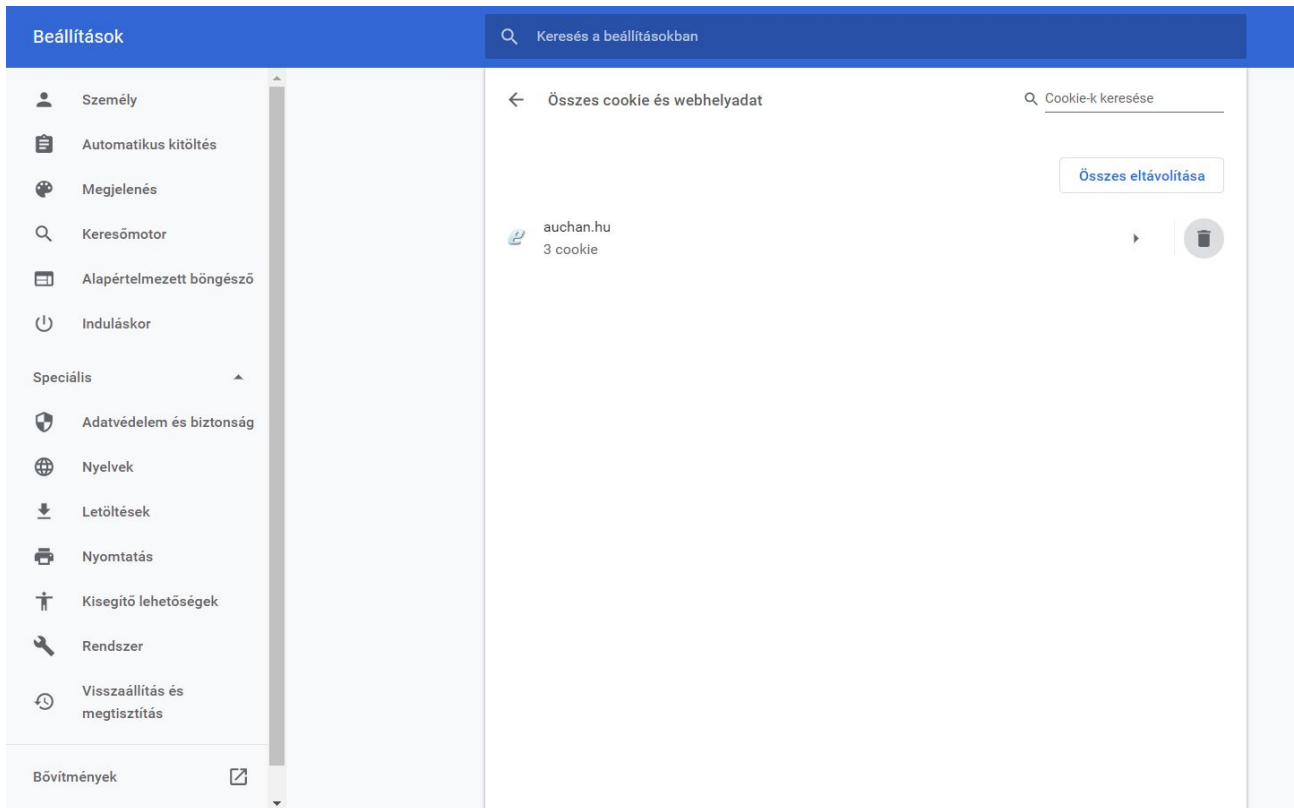 Beállítások
Keresés a beállításokban
Személy
Automatikus kitöltés
Megjelenés
Keresőmotor
Alapértelmezett böngésző
Induláskor
Speciális
Adatvédelem és biztonság
Nyelvek
Letöltések
Nyomtatás
Kisegítő lehetőségek
Rendszer
Visszaállítás és
megtisztítás
Bővítmények
Összes cookie és webhelyadat
Cookie-k keresése
Összes eltávolítása
auchan.hu
3 cookie